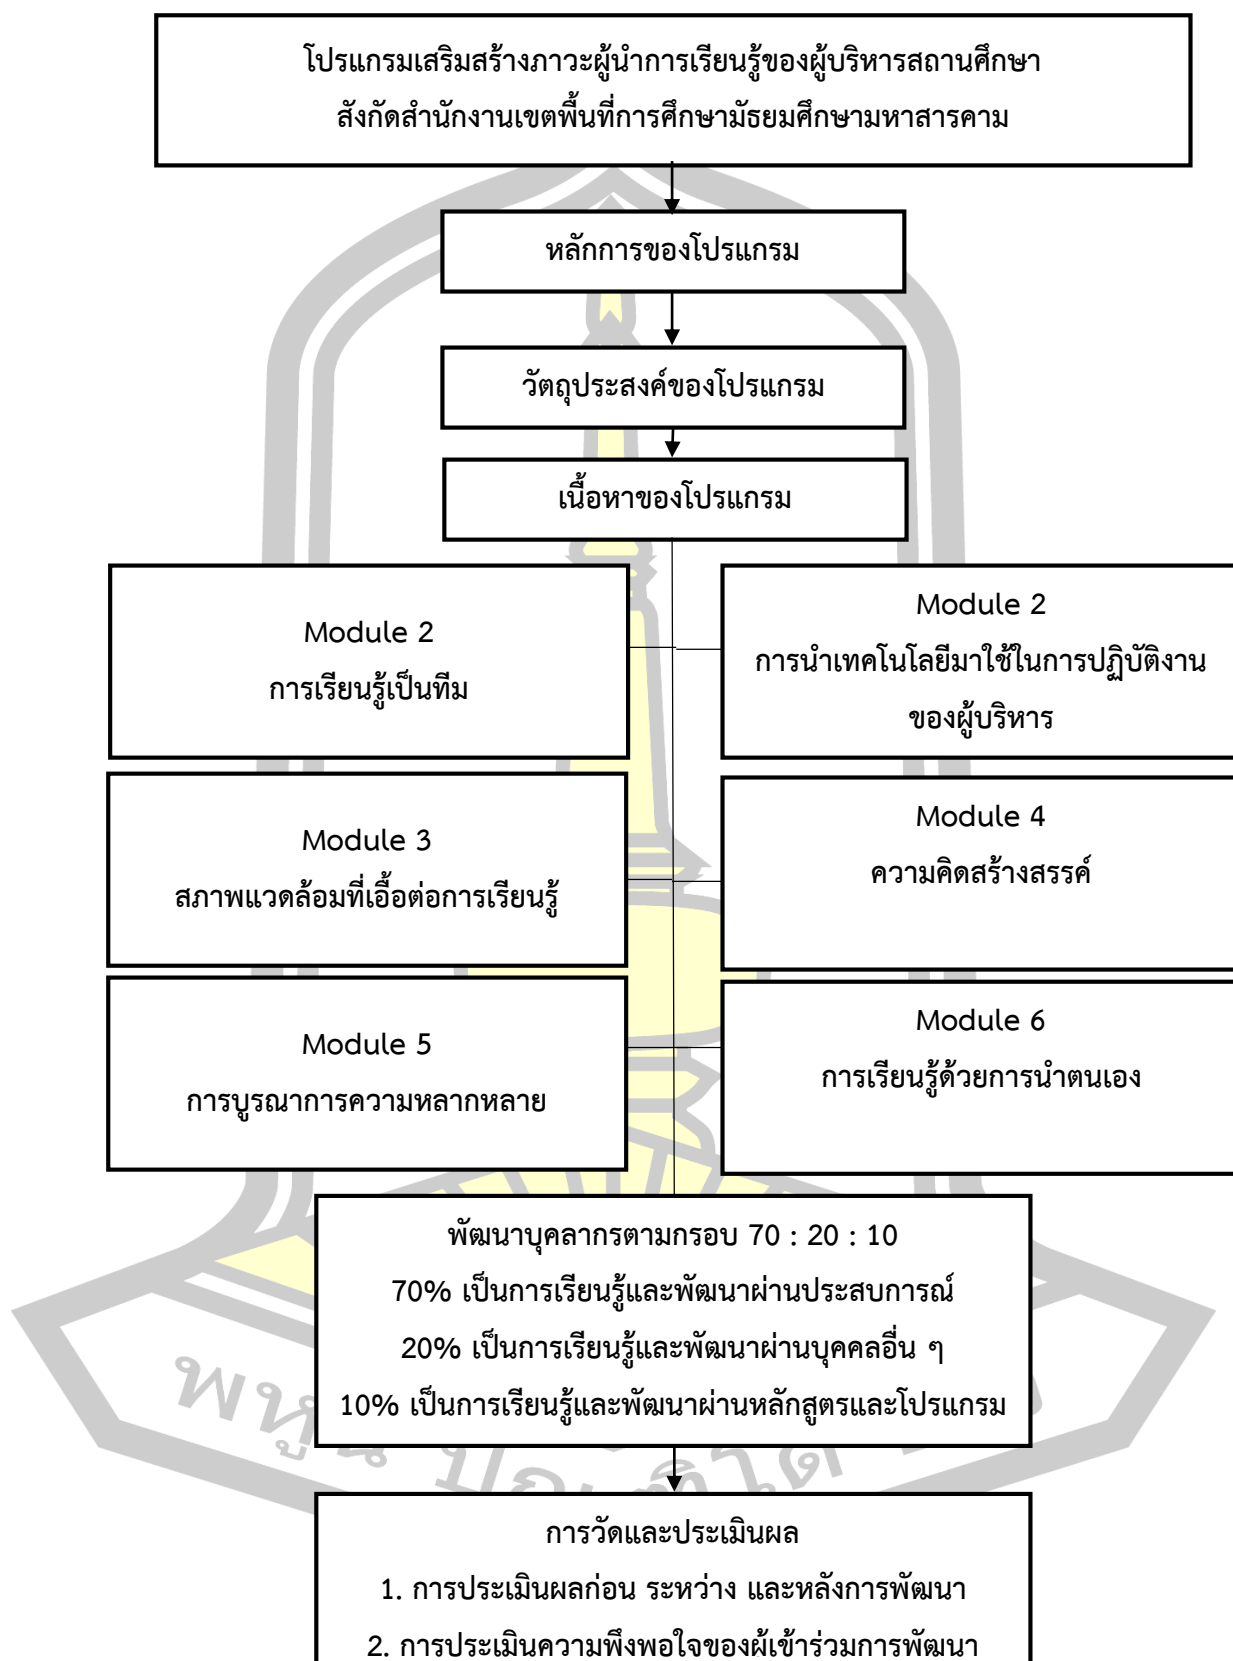 โปรแกรมเสริมสร้างภาวะผู้นำการเรียนรู้ของผู้บริหารสถานศึกษา
สังกัดสำนักงานเขตพื้นที่การศึกษามัธยมศึกษามหาสารคาม
หลักการของโปรแกรม
วัตถุประสงค์ของโปรแกรม
เนื้อหาของโปรแกรม
Module 2
การเรียนรู้เป็นทีม
Module 2
การนำเทคโนโลยีมาใช้ในการปฏิบัติงาน
ของผู้บริหาร
Module 3
สภาพแวดล้อมที่เอื้อต่อการเรียนรู้
Module 4
ความคิดสร้างสรรค์
Module 5
การบูรณาการความหลากหลาย
Module 6
การเรียนรู้ด้วยการนำตนเอง
พัฒนาบุคลากรตามกรอบ 70 : 20 : 10
70% เป็นการเรียนรู้และพัฒนาผ่านประสบการณ์
20% เป็นการเรียนรู้และพัฒนาผ่านบุคคลอื่น ๆ
10% เป็นการเรียนรู้และพัฒนาผ่านหลักสูตรและโปรแกรม
การวัดและประเมินผล
1. การประเมินผลก่อน ระหว่าง และหลังการพัฒนา
2. การประเมินความพึงพอใจของผู้เข้าร่วมการพัฒนา